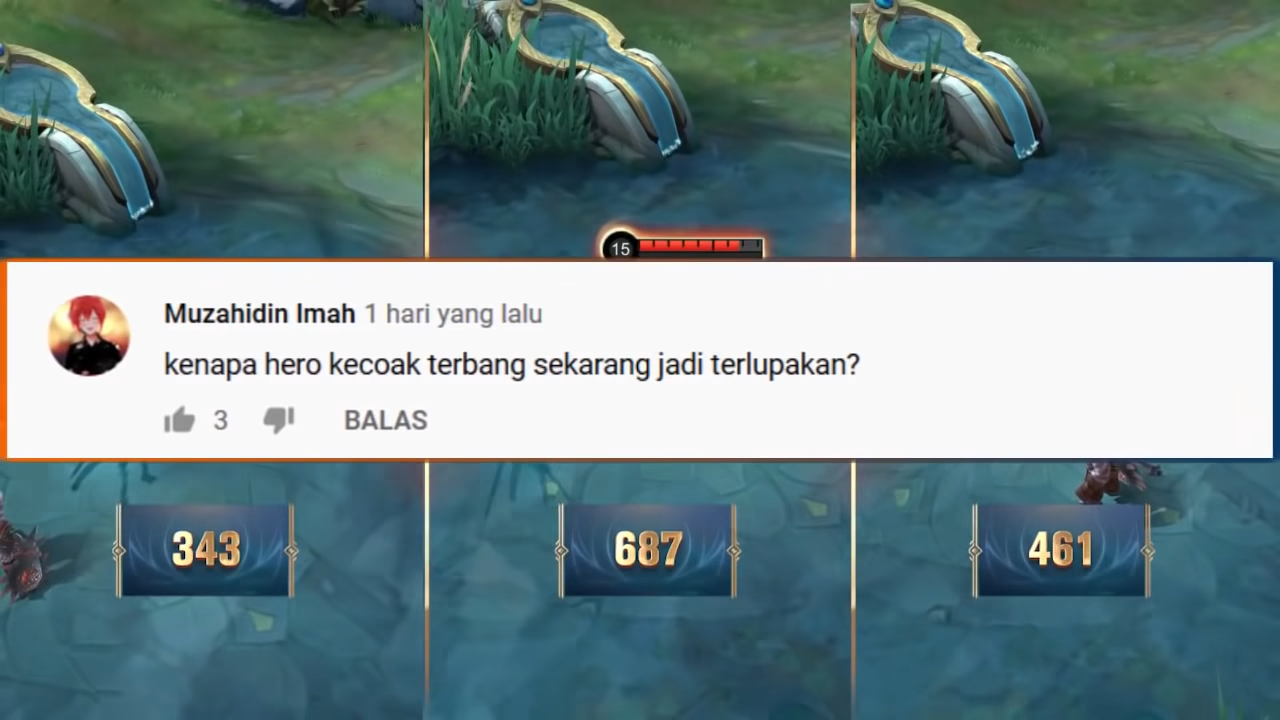 15
Muzahidin Imah 1 hari yang lalu
kenapa hero kecoak terbang sekarang jadi terlupakan?
3 BALAS
343 687 461